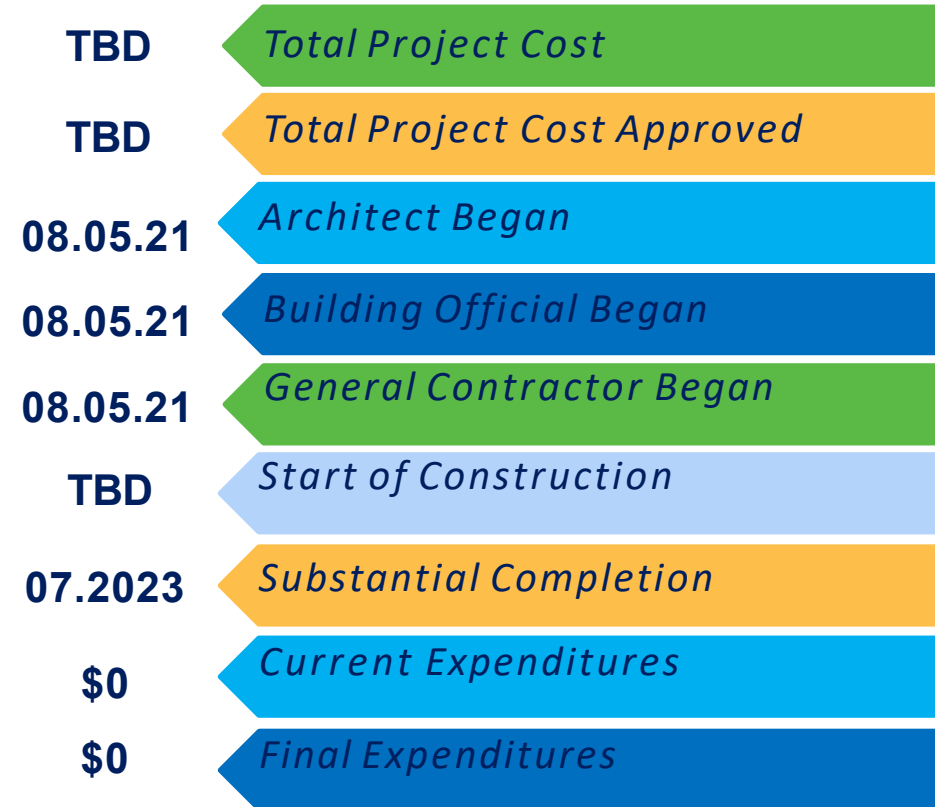 TBD Total Project Cost
TBD Total Project Cost Approved
08.05.21 Architect Began
08.05.21 Building Official Began
08.05.21 General Contractor Began
TBD Start of Construction
07.2023 Substantial Completion
$0 Current Expenditures
$0 Final Expenditures